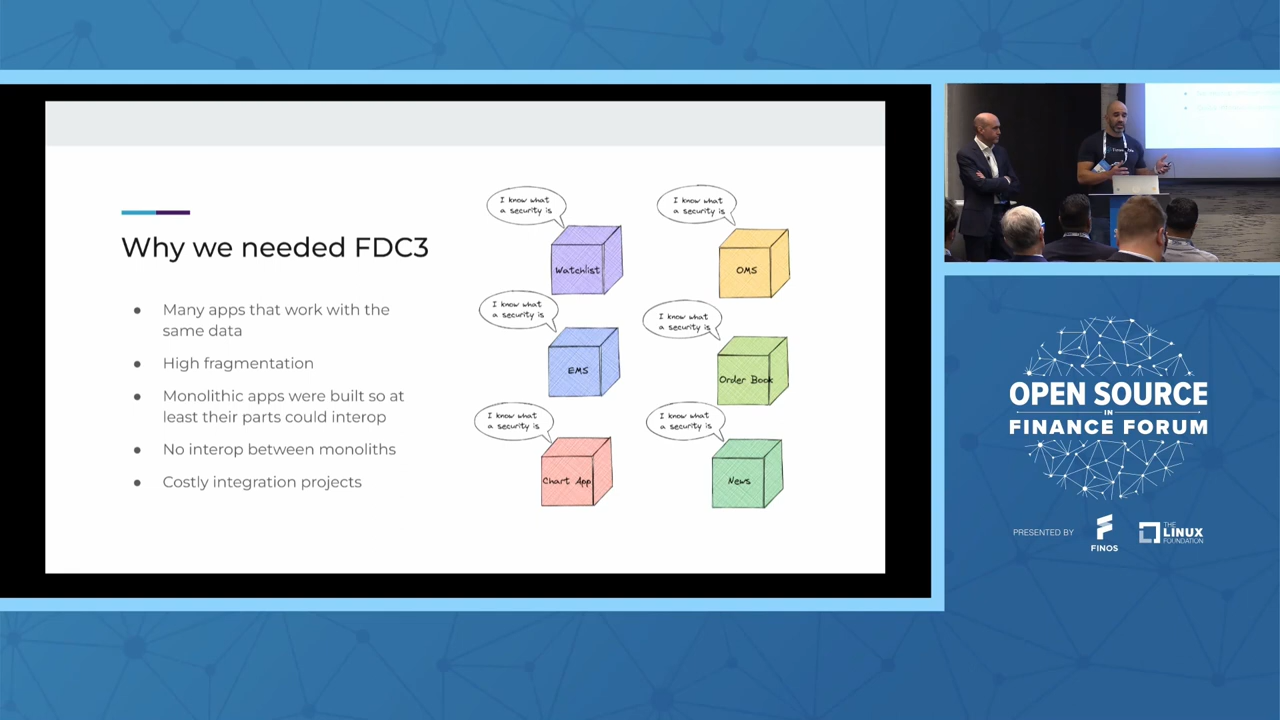 Why we needed FDC3
● Many apps that work with the
same data
● High fragmentation
● Monolithic apps were built so at
least their parts could interop
● No interop between monoliths
● Costly integration projects
I know what
a security is
Watchlist
I know what
a security is
OMS
I know what
a security is
EMS
I know what
a security is
Order Book
I know what
a security is
Chart App
I know what
a security is
News
OPEN SOURCE
IN
FINANCE FORUM
PRESENTED BY
FINOS
THE
LINUX
FOUNDATION